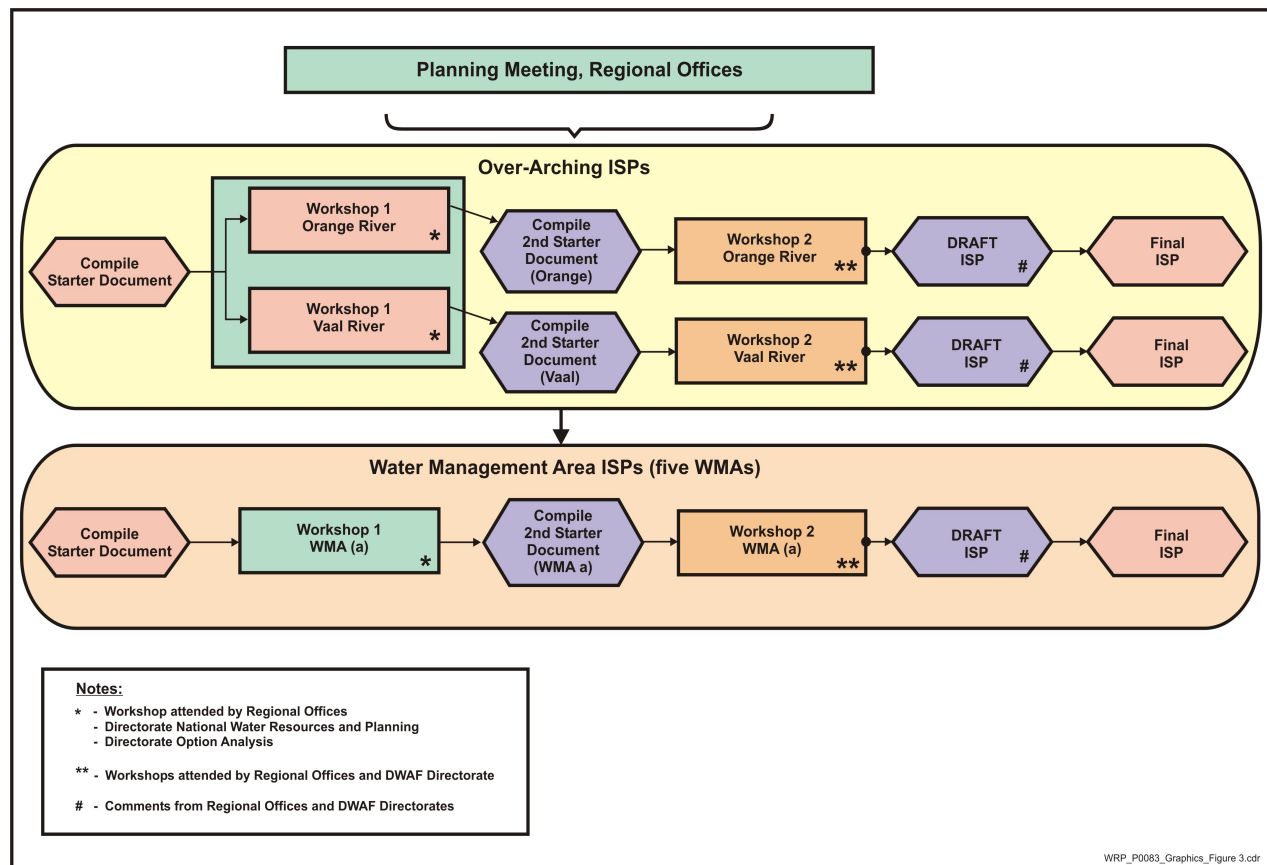 Planning Meeting, Regional Offices
Over-Arching ISPs
Compile
Starter Document
Workshop 1
Orange River
*
Workshop 1
Vaal River
*
Compile
2nd Starter
Document
(Orange)
Compile
2nd Starter
Document
(Vaal)
Workshop 2
Orange River
**
Workshop 2
Vaal River
**
DRAFT
ISP
#
DRAFT
ISP
#
Final
ISP
Final
ISP
Water Management Area ISPs (five WMAs)
Compile
Starter Document
Workshop 1
WMA (a)
*
Compile
2nd Starter
Document
(WMA a)
Workshop 2
WMA (a)
**
DRAFT
ISP
#
Final
ISP
Notes:
* - Workshop attended by Regional Offices
- Directorate National Water Resources and Planning
- Directorate Option Analysis
** - Workshops attended by Regional Offices and DWAF Directorate
# - Comments from Regional Offices and DWAF Directorates
WRP_P0083_Graphics_Figure 3.cdr